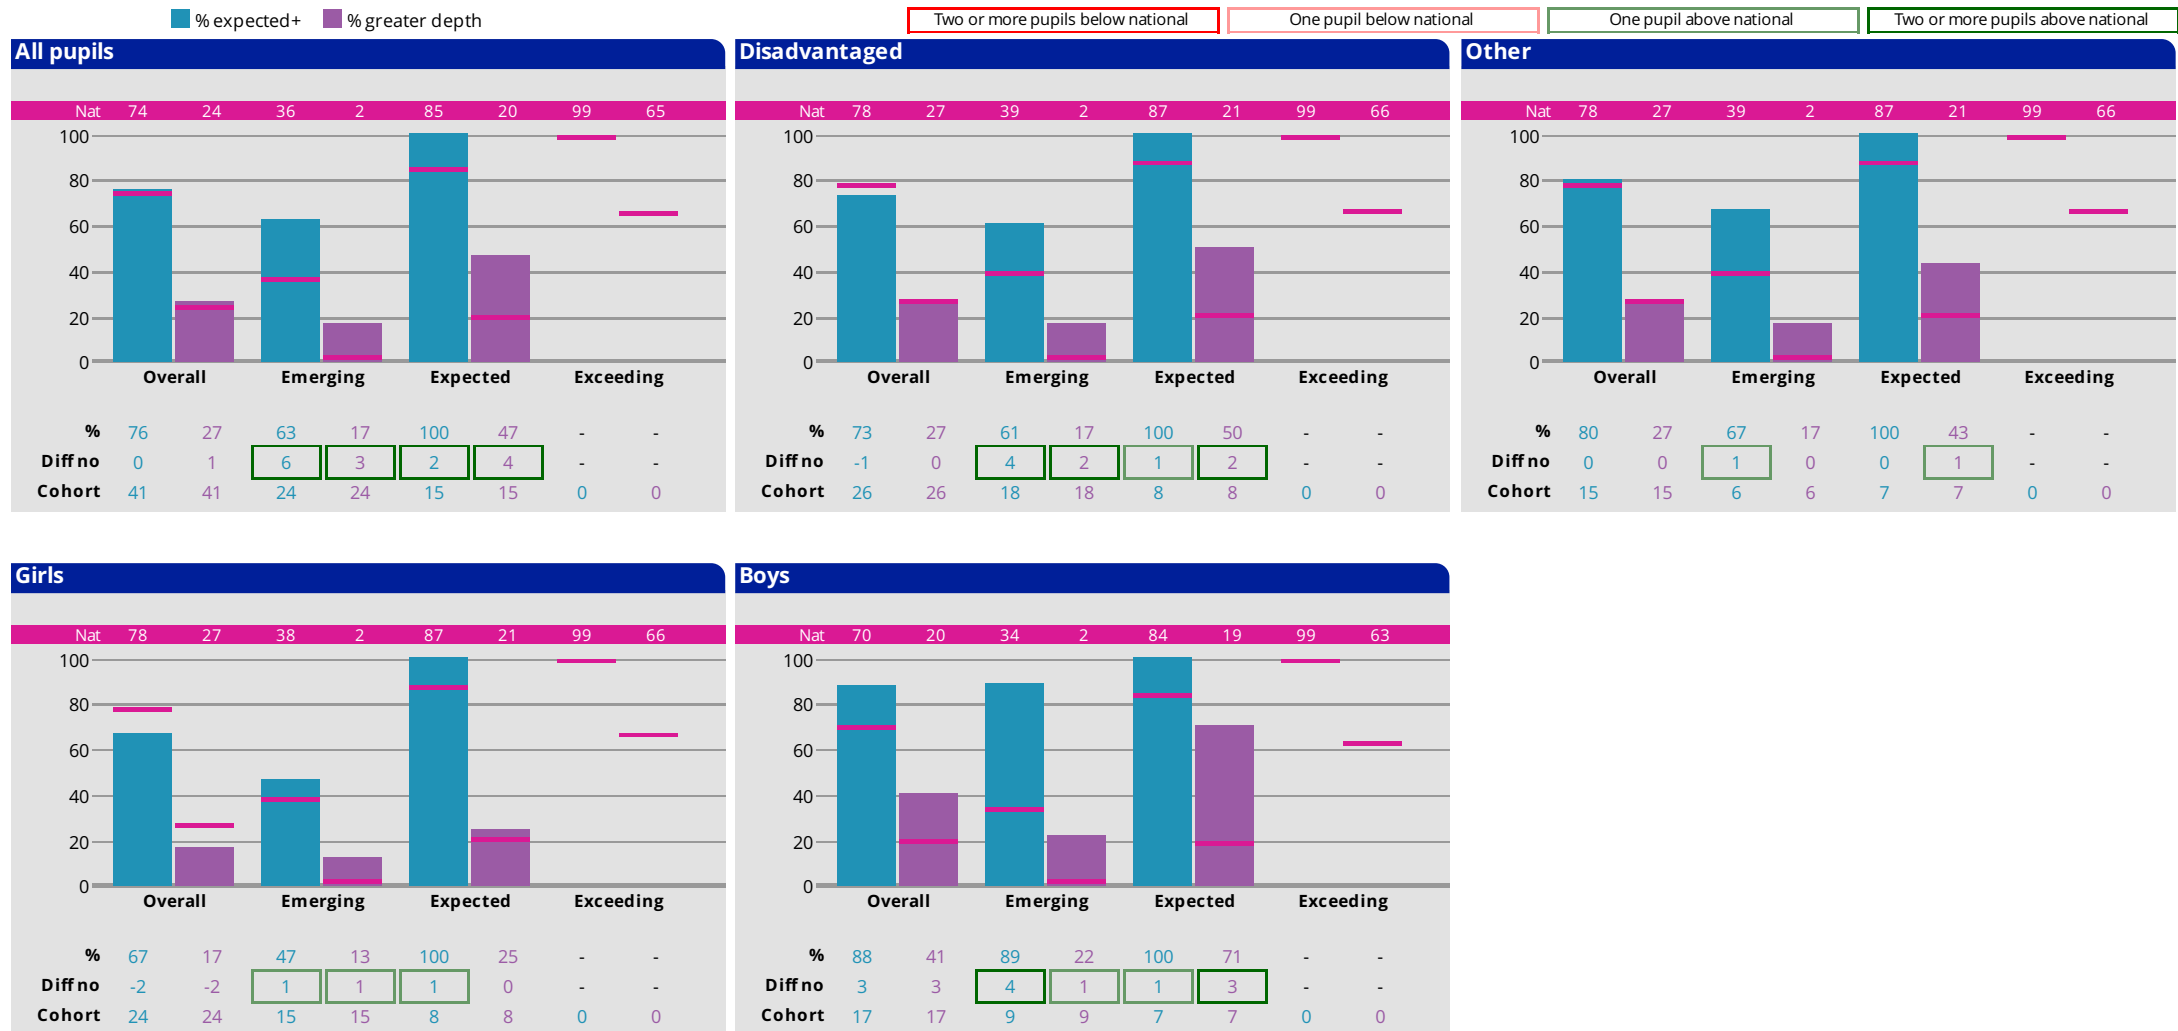 % expected+ % greater depth
Two or more pupils below national One pupil below national One pupil above national Two or more pupils above national
All pupils
Nat 74 24 36 2 85 20 99 65
100
80
60
40
20
0
Overall Emerging Expected Exceeding
% 76 27 63 17 100 47 - -
Diff no 0 1 6 3 2 4 - -
Cohort 41 41 24 24 15 15 0 0
Disadvantaged
Nat 78 27 39 2 87 21 99 66
100
80
60
40
20
0
Overall Emerging Expected Exceeding
% 73 27 61 17 100 50 - -
Diff no -1 0 4 2 1 2 - -
Cohort 26 26 18 18 8 8 0 0
Other
Nat 78 27 39 2 87 21 99 66
100
80
60
40
20
0
Overall Emerging Expected Exceeding
% 80 27 67 17 100 43 - -
Diff no 0 0 1 0 0 1 - -
Cohort 15 15 6 6 7 7 0 0
Girls
Nat 78 27 38 2 87 21 99 66
100
80
60
40
20
0
Overall Emerging Expected Exceeding
% 67 17 47 13 100 25 - -
Diff no -2 -2 1 1 1 0 - -
Cohort 24 24 15 15 8 8 0 0
Boys
Nat 70 20 34 2 84 19 99 63
100
80
60
40
20
0
Overall Emerging Expected Exceeding
% 88 41 89 22 100 71 - -
Diff no 3 3 4 1 1 3 - -
Cohort 17 17 9 9 7 7 0 0